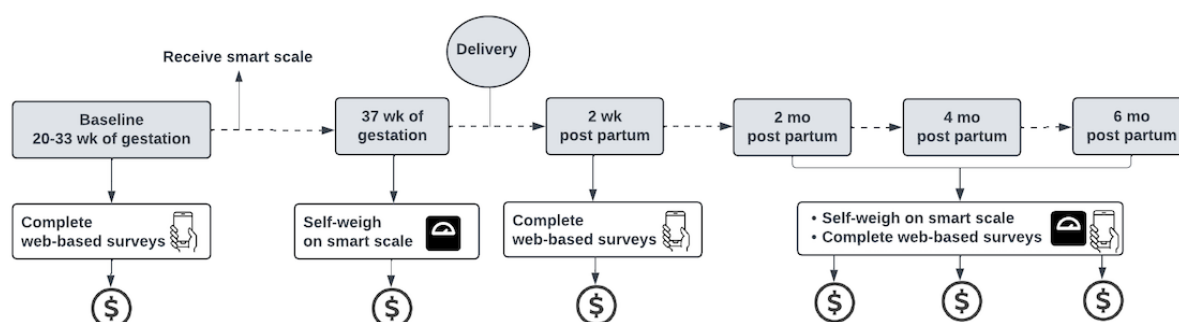 Receive smart scale
Delivery
Baseline
20-33 wk of gestation
37 wk of
gestation
2 wk
post partum
2 mo
post partum
4 mo
post partum
6 mo
post partum
Complete
web-based surveys
Self-weigh
on smart scale
Complete
web-based surveys
• Self-weigh on smart scale
• Complete web-based surveys
$
$
$
$
$
$